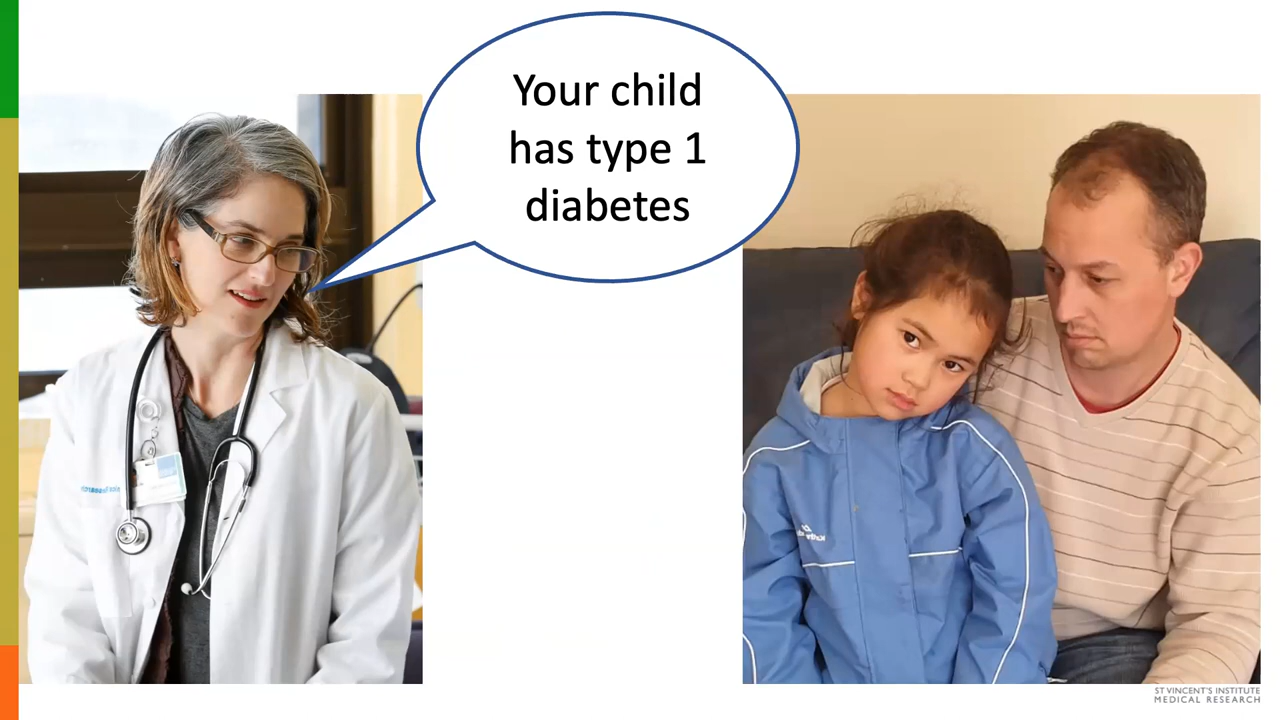 Your child
has type 1
diabetes
ST VINCENT'S INSTITUTE
MEDICAL RESEARCH